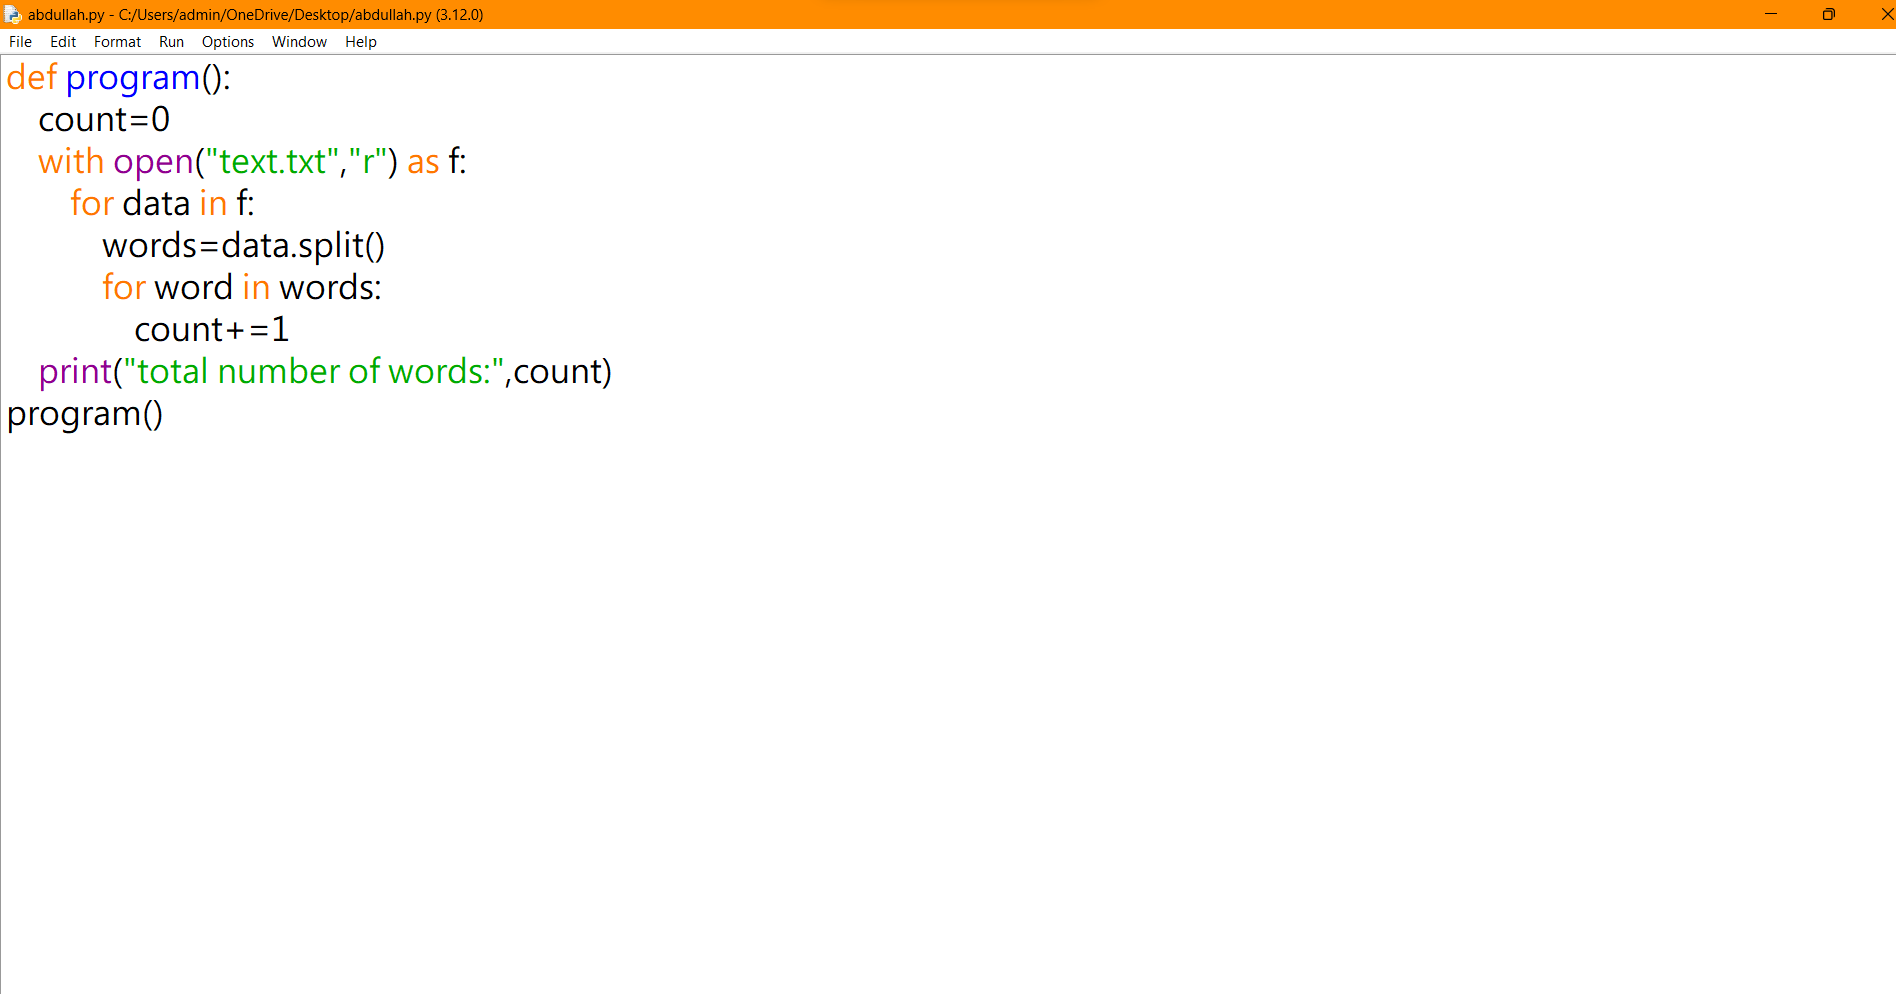 abdullah.py - C:/Users/admin/OneDrive/Desktop/abdullah.py (3.12.0)
File Edit Format Run Options Window Help
def program():
    count=0
    with open("text.txt","r") as f:
        for data in f:
            words=data.split()
            for word in words:
                count+=1
    print("total number of words:",count)
program()